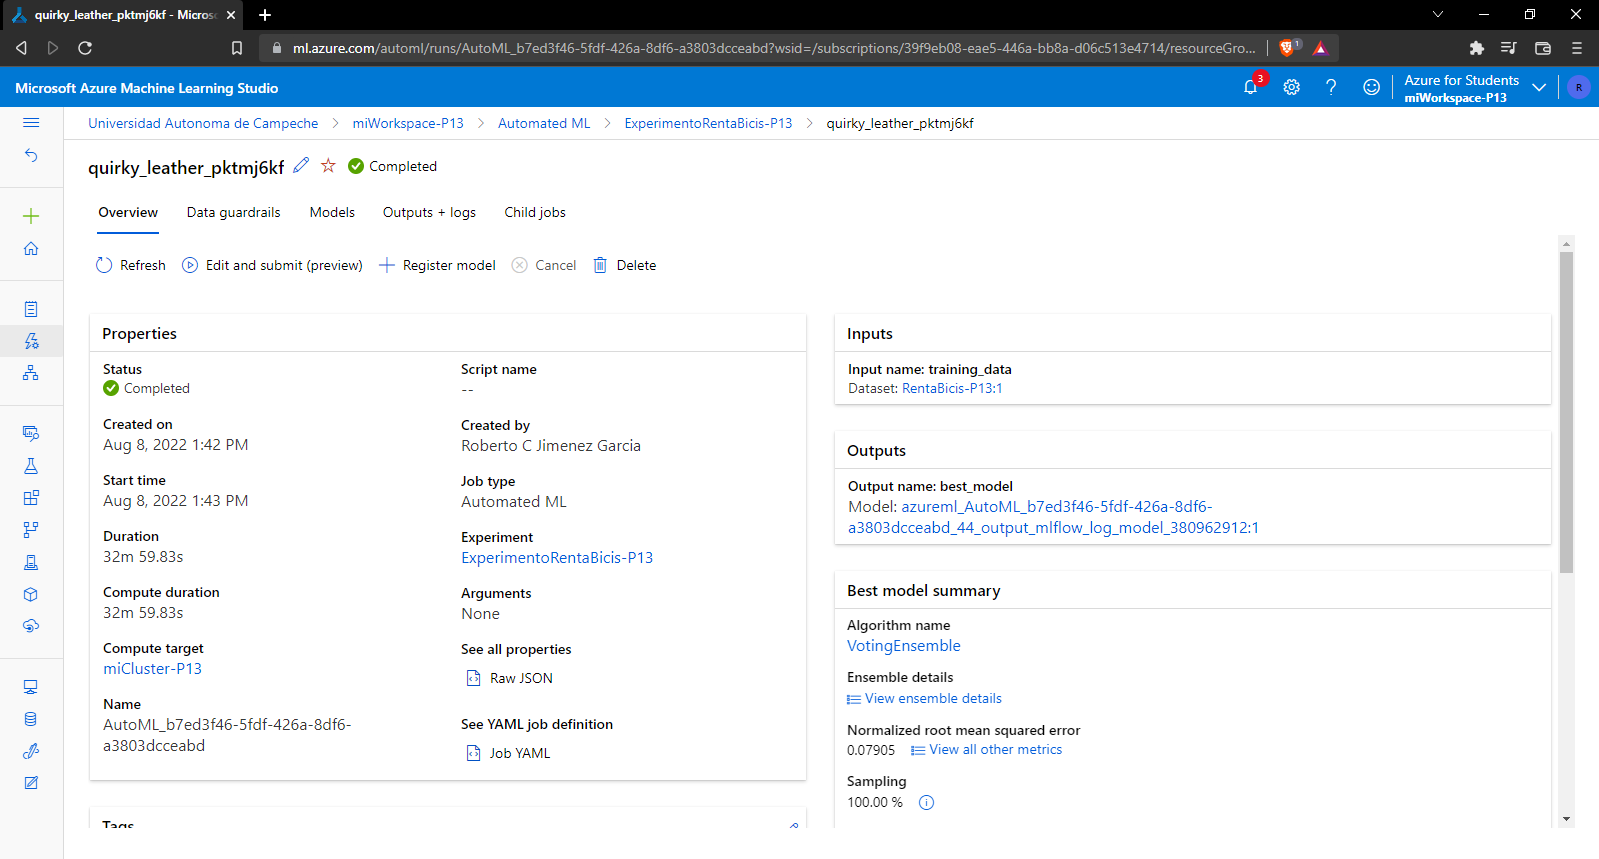 quirky_leather_pktmj6kf - Micros
ml.azure.com/automl/runs/AutoML_b7ed3f46-5fdf-426a-8df6-a3803dcceabd?wsid=/subscriptions/39f9eb08-eae5-446a-bb8a-d06c513e4714/resourceGro...
1
Microsoft Azure Machine Learning Studio
3
Azure for Students
miWorkspace-P13
R
Universidad Autonoma de Campeche > miWorkspace-P13 > Automated ML > ExperimentoRentaBicis-P13 > quirky_leather_pktmj6kf
quirky_leather_pktmj6kf Completed
Overview Data guardrails Models Outputs + logs Child jobs
Refresh Edit and submit (preview) Register model Cancel Delete
Properties
Status
Completed
Created on
Aug 8, 2022 1:42 PM
Start time
Aug 8, 2022 1:43 PM
Duration
32m 59.83s
Compute duration
32m 59.83s
Compute target
miCluster-P13
Name
AutoML_b7ed3f46-5fdf-426a-8df6-
a3803dcceabd
Script name
--
Created by
Roberto C Jimenez Garcia
Job type
Automated ML
Experiment
ExperimentoRentaBicis-P13
Arguments
None
See all properties
Raw JSON
See YAML job definition
Job YAML
Tags
Inputs
Input name: training_data
Dataset: RentaBicis-P13:1
Outputs
Output name: best_model
Model: azureml_AutoML_b7ed3f46-5fdf-426a-8df6-
a3803dcceabd_44_output_mlflow_log_model_380962912:1
Best model summary
Algorithm name
VotingEnsemble
Ensemble details
View ensemble details
Normalized root mean squared error
0.07905 View all other metrics
Sampling
100.00 %